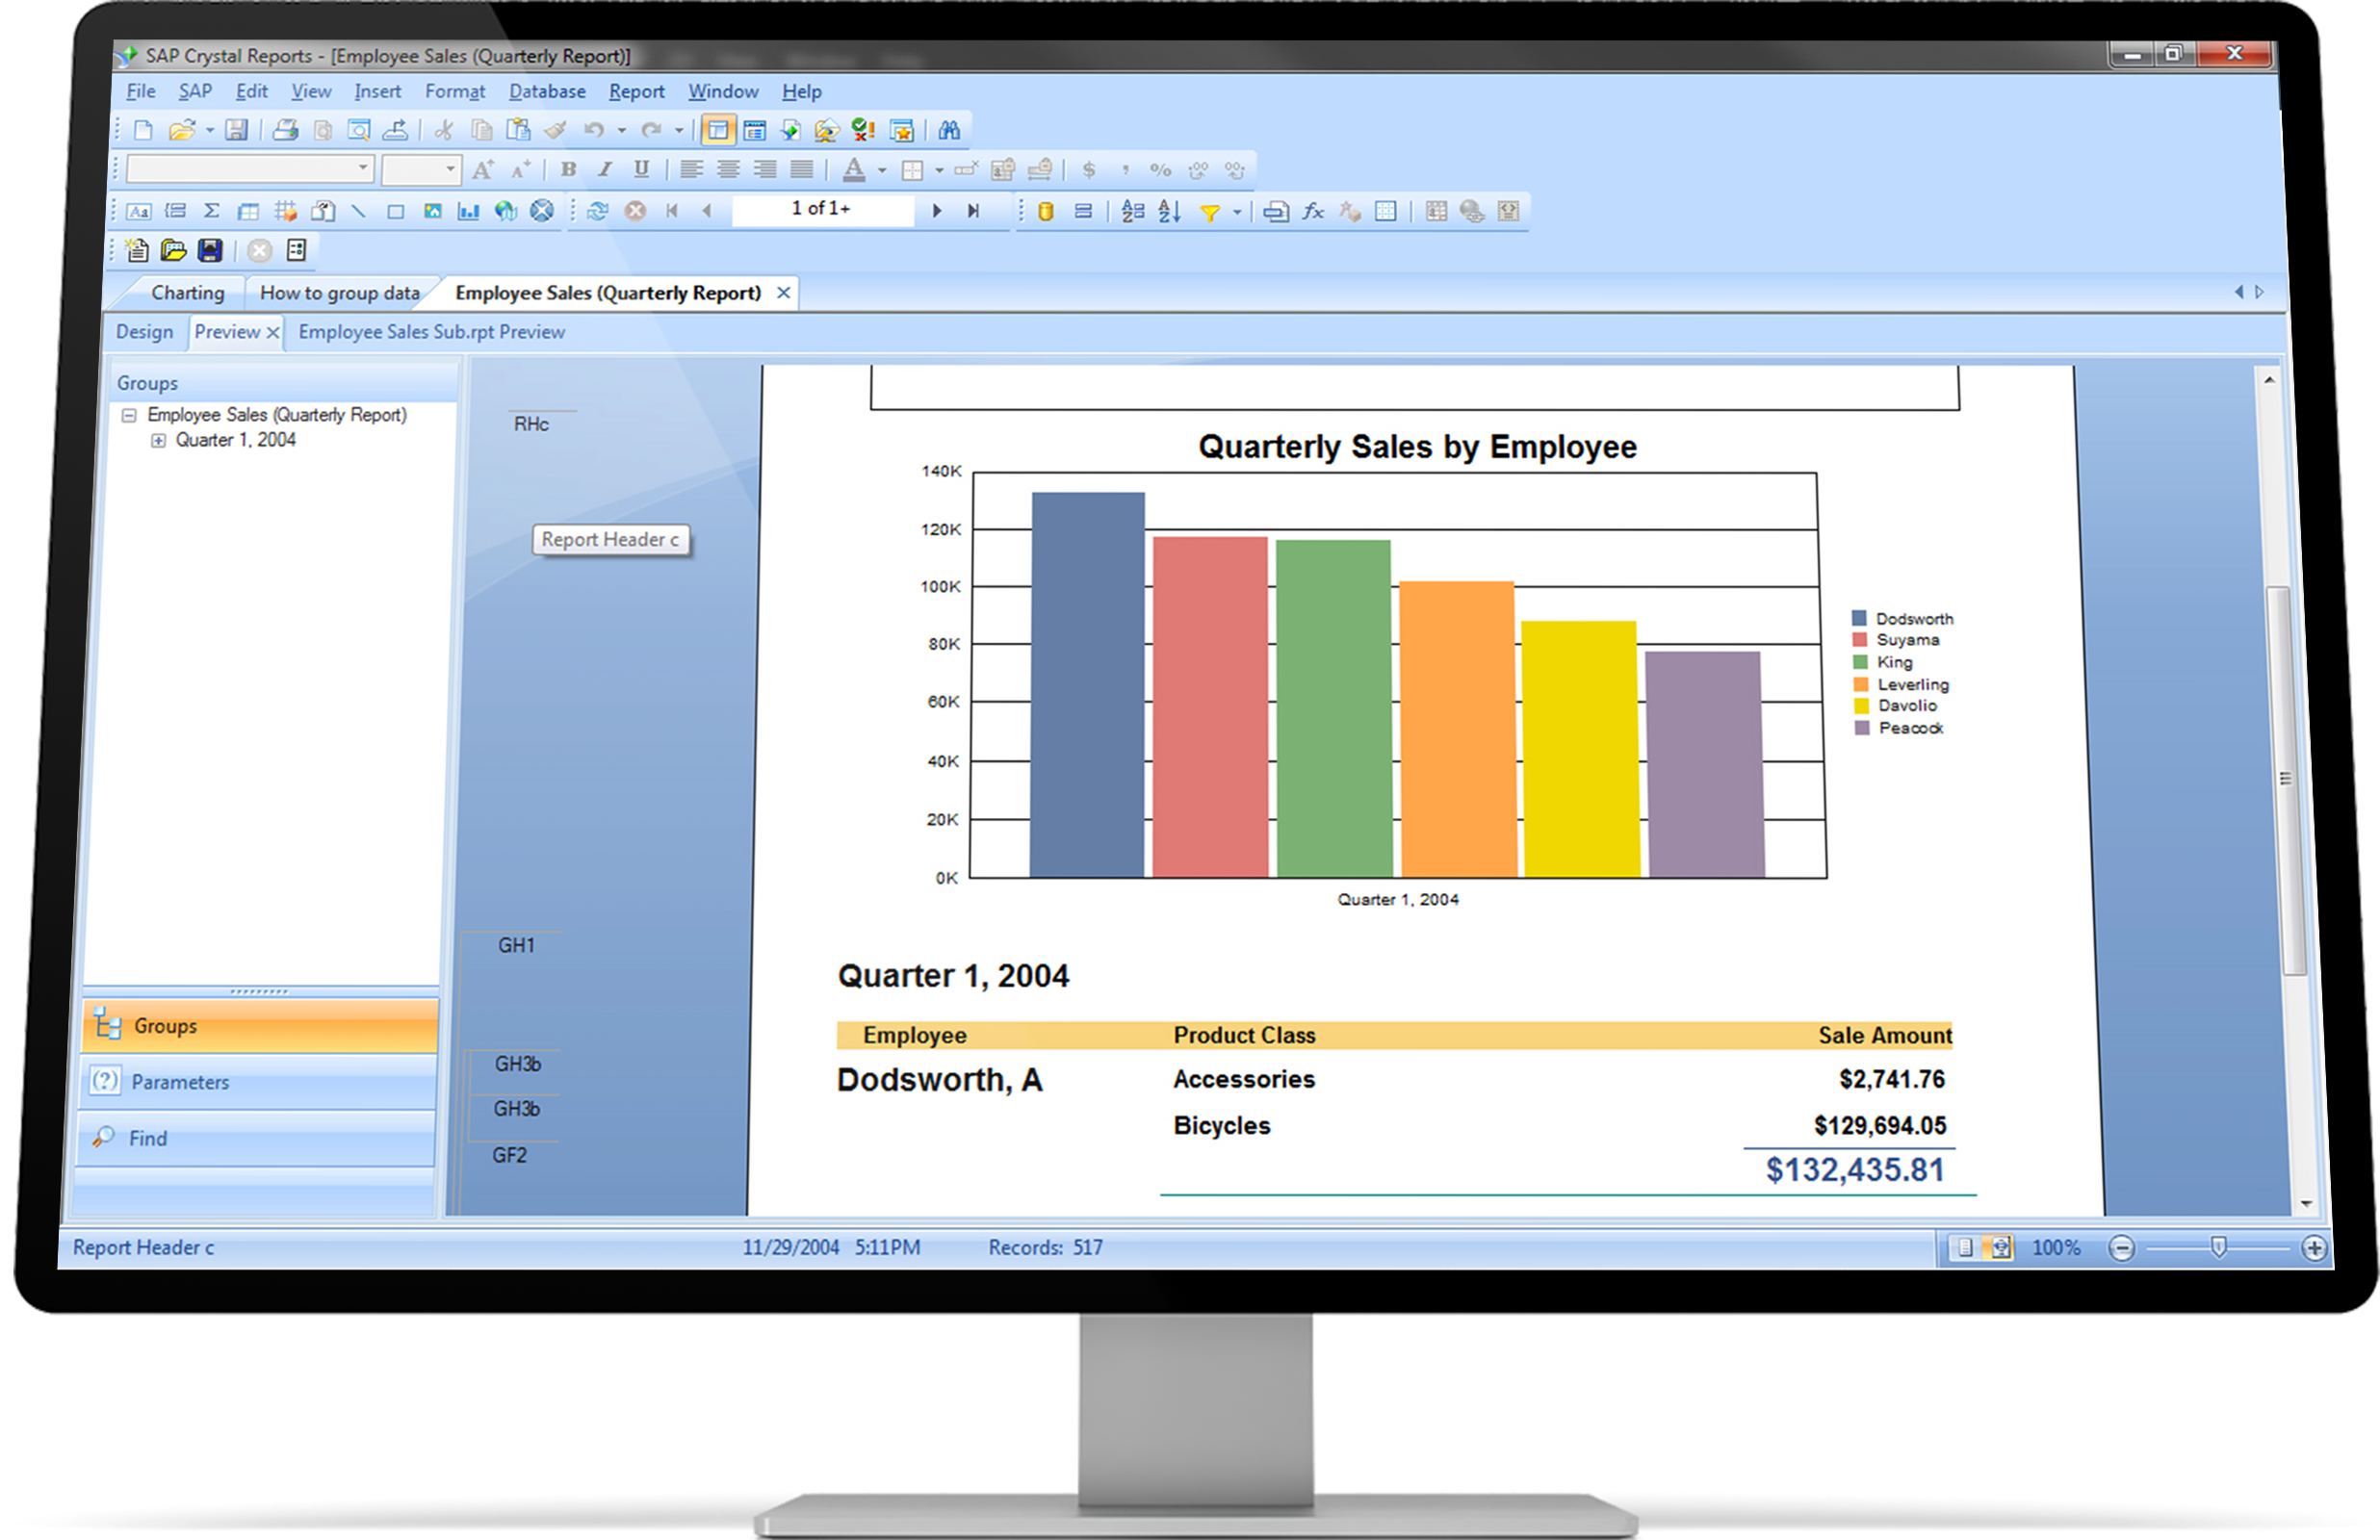 SAP Crystal Reports - [Employee Sales (Quarterly Report)]
File SAP Edit View Insert Format Database Report Window Help
B I U $ , %
1 of 1+
Charting How to group data Employee Sales (Quarterly Report)
Design Preview Employee Sales Sub.rpt Preview
Groups
Employee Sales (Quarterly Report)
Quarter 1, 2004
RHc
Report Header c
Quarterly Sales by Employee
140K
120K
100K
80K
60K
40K
20K
0K
Quarter 1, 2004
Dodsworth
Suyama
King
Leverling
Davolio
Peacock
GH1
Quarter 1, 2004
Employee Product Class Sale Amount
GH3b
Dodsworth, A Accessories $2,741.76
GH3b
Bicycles $129,694.05
GF2
$132,435.81
Groups
Parameters
Find
Report Header c 11/29/2004 5:11PM Records: 517 100%